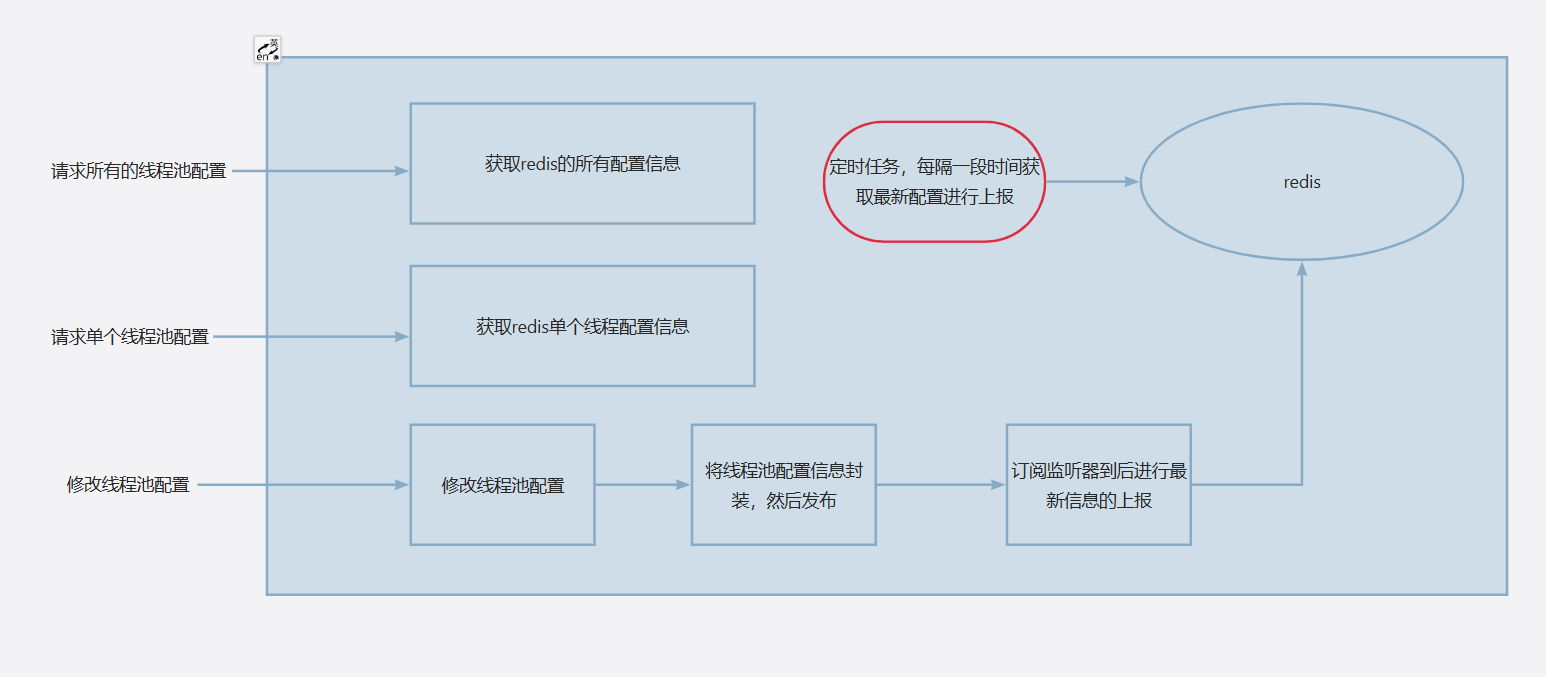 英
en
请求所有的线程池配置
获取redis的所有配置信息
定时任务，每隔一段时间获
取最新配置进行上报
redis
请求单个线程池配置
获取redis单个线程配置信息
修改线程池配置
修改线程池配置
将线程池配置信息封
装，然后发布
订阅监听器到后进行最
新信息的上报